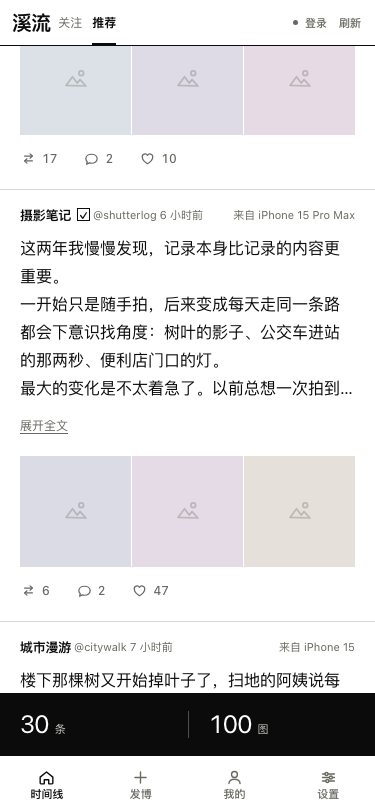 溪流 关注 推荐 登录 刷新
17 2 10
摄影笔记 @shutterlog 6 小时前 来自 iPhone 15 Pro Max
这两年我慢慢发现，记录本身比记录的内容更
重要。
一开始只是随手拍，后来变成每天走同一条路
都会下意识找角度：树叶的影子、公交车进站
的那两秒、便利店门口的灯。
最大的变化是不太着急了。以前总想一次拍到...
展开全文
6 2 47
城市漫游 @citywalk 7 小时前 来自 iPhone 15
楼下那棵树又开始掉叶子了，扫地的阿姨说每
30 条 100 图
时间线 发博 我的 设置